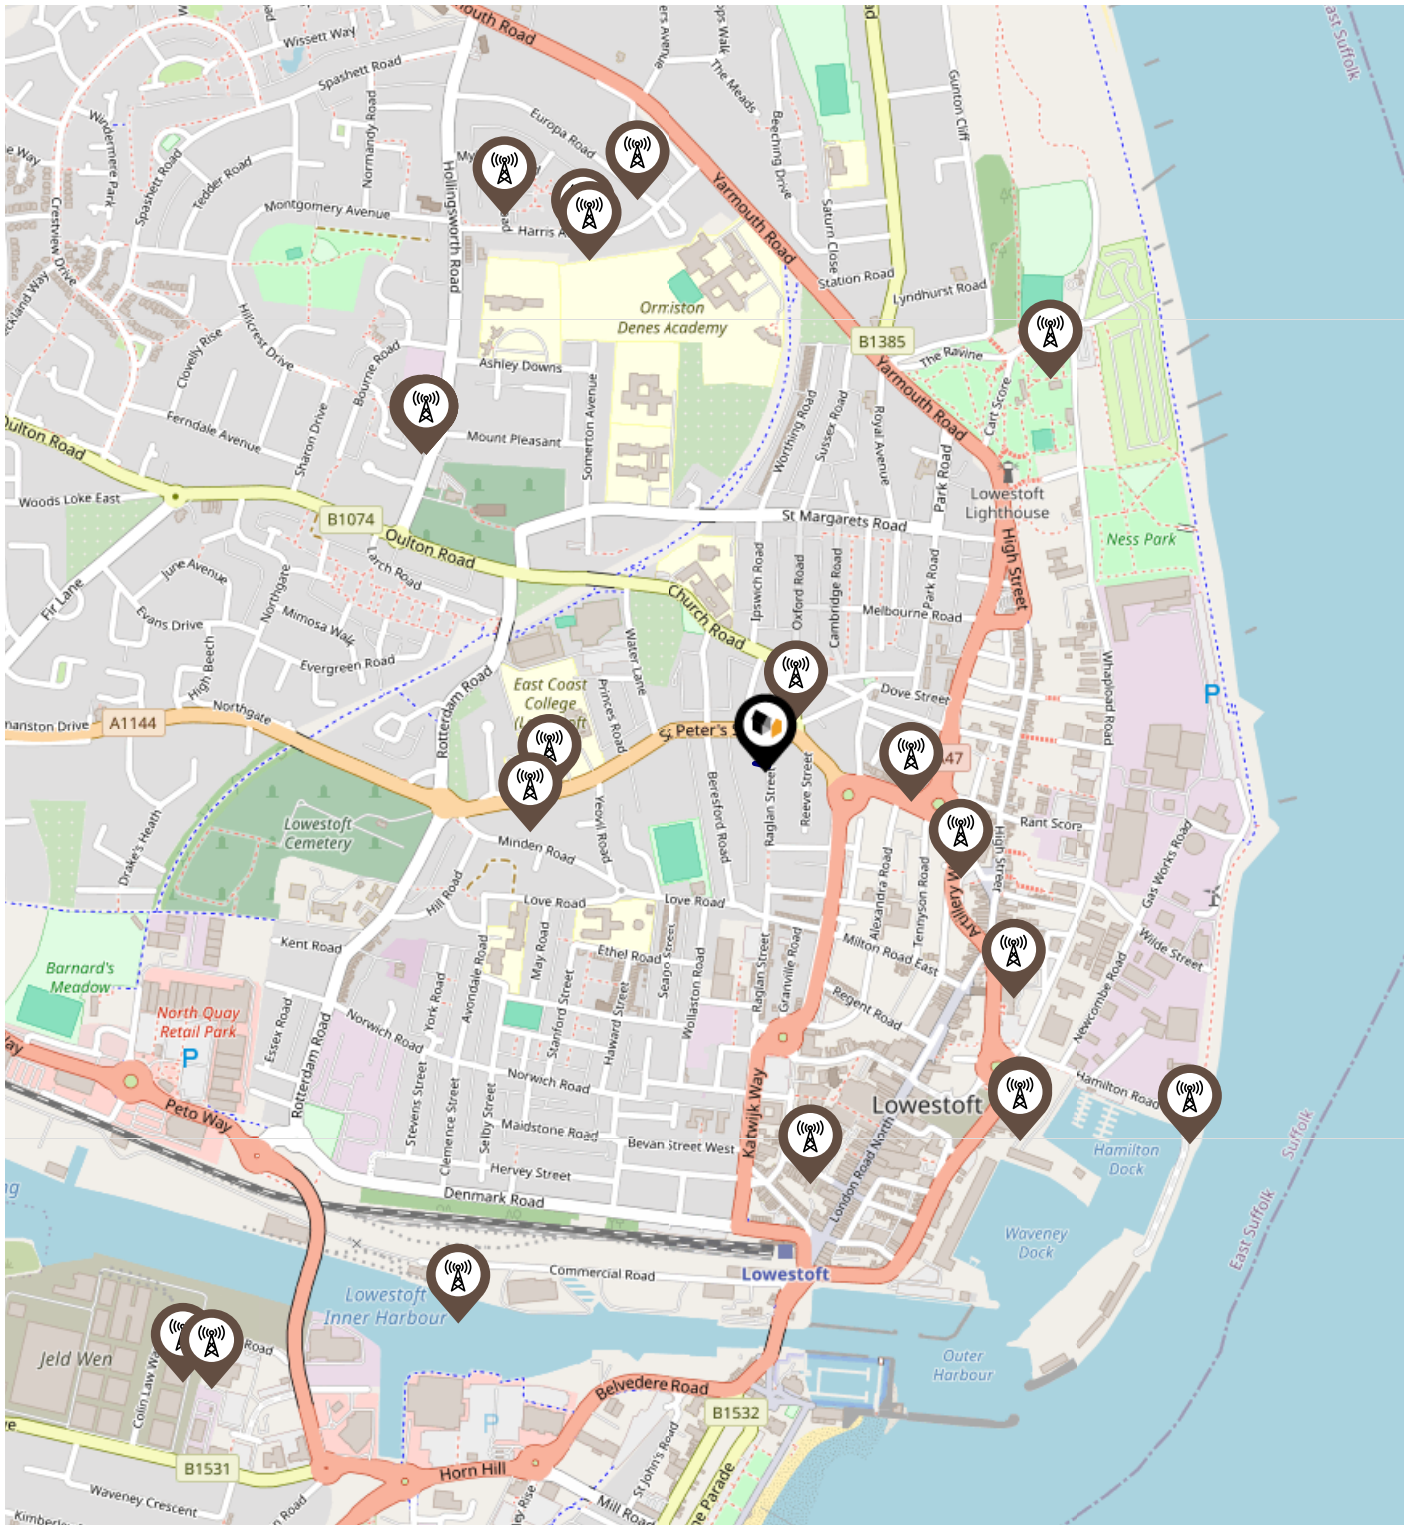 Yarmouth Road
Wissett Way
Spashett Road
The Meads
Gunton Cliff
East Suffolk
Windermere Park
Normandy Road
Europa Road
Beeching Drive
Spashett Road
Tedder Road
Hollingsworth Road
Yarmouth Road
Crestview Drive
Montgomery Avenue
Harris A
Saturn Close
Station Road
Lyndhurst Road
Ormiston
Denes Academy
B1385
Clovelly Rise
Hillcrest Drive
Bourne Road
Ashley Downs
The Ravine
Yarmouth Road
Cart Score
Oulton Road
Ferndale Avenue
Sharon Drive
Mount Pleasant
Somerton Avenue
Worthing Road
Sussex Road
Royal Avenue
Park Road
Woods Loke East
B1074
Oulton Road
St Margarets Road
Lowestoft
Lighthouse
High Street
Ness Park
June Avenue
Larch Road
Fir Lane
Northgate
Evans Drive
Mimosa Walk
Church Road
Ipswich Road
Oxford Road
Cambridge Road
Park Road
Melbourne Road
High Beech
Evergreen Road
Water Lane
Whapload Road
East Coast
College
Princes Road
Dove Street
P
Rotterdam Road
A1144
Northgate
Peter's S
A47
Raglan Street
Reeve Street
Beresford Road
Yeovil Road
Lowestoft
Cemetery
Drake's Heath
Minden Road
Rant Score
High Street
Gas Works Road
Alexandra Road
Tennyson Road
Artillery W
Hill Road
Love Road
Love Road
Kent Road
Ethel Road
May Road
Milton Road East
Wilde Street
Barnard's
Meadow
Avondale Road
York Road
Stanford Street
Haward Street
Seago Street
Wollaston Road
Raglan Street
Granville Road
Regent Road
Newcombe Road
North Quay
Retail Park
P
Essex Road
Norwich Road
Rotterdam Road
Norwich Road
Hamilton Road
Peto Way
Stevens Street
Clemence Street
Selby Street
Maidstone Road
Bevan Street West
Katwijk Way
Lowestoft
Hamilton
Dock
Hervey Street
Denmark Road
London Road North
Suffolk
East Suffolk
Waveney
Dock
Commercial Road
Lowestoft
Lowestoft
Inner Harbour
Jeld Wen
Colin Law Wa
Road
Outer
Harbour
Belvedere Road
B1532
P
B1531
Horn Hill
St John's Road
Waveney Crescent
Mill Road
he Parade